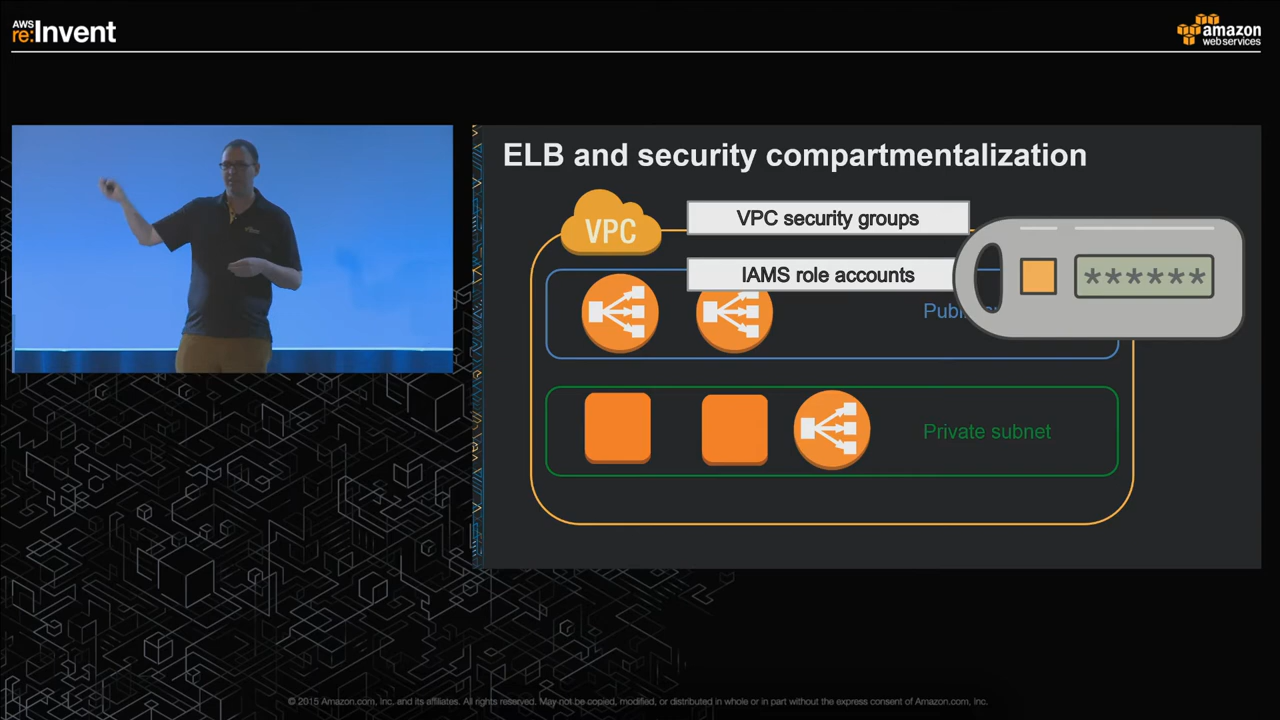 AWS
re:Invent
amazon
web services
ELB and security compartmentalization
VPC
VPC security groups
IAMS role accounts
******
Private subnet
© 2015 Amazon.com, Inc. and its affiliates. All rights reserved. May not be copied, modified, or distributed in whole or in part without the express consent of Amazon.com, Inc.